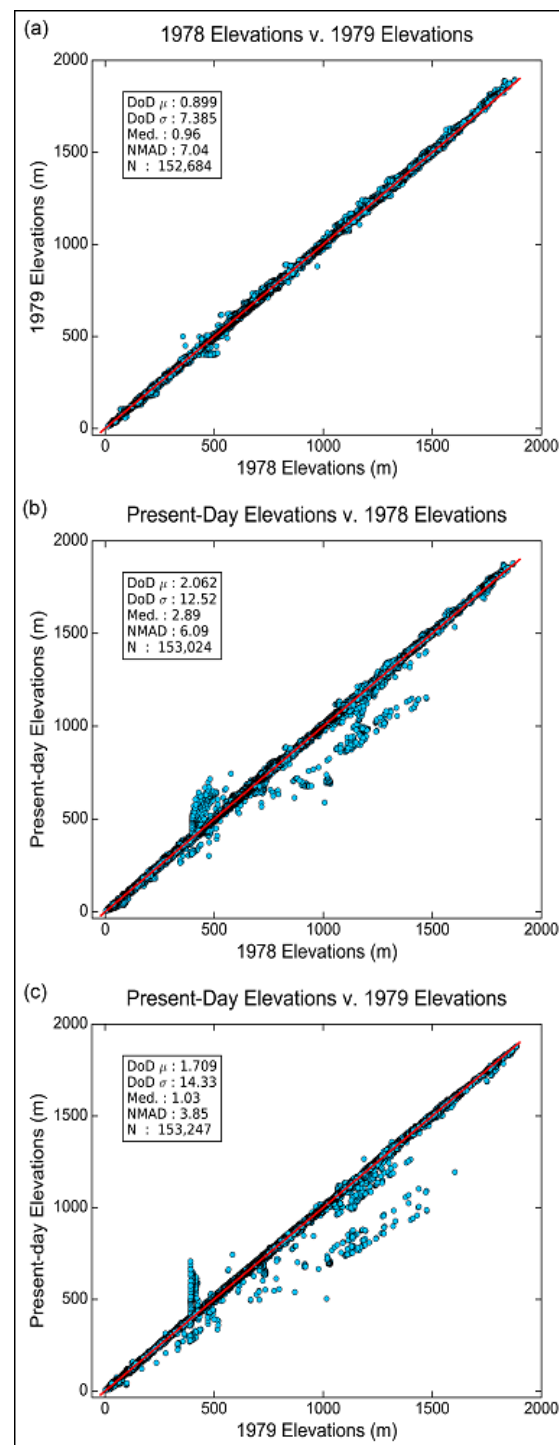 (a)
1978 Elevations v. 1979 Elevations
2000
DoD μ : 0.899
DoD σ : 7.385
Med. : 0.96
NMAD : 7.04
N : 152,684
1500
1000
500
0
1979 Elevations (m)
0 500 1000 1500 2000
1978 Elevations (m)
(b)
Present-Day Elevations v. 1978 Elevations
2000
DoD μ : 2.062
DoD σ : 12.52
Med. : 2.89
NMAD : 6.09
N : 153,024
1500
1000
500
0
Present-day Elevations (m)
0 500 1000 1500 2000
1978 Elevations (m)
(c)
Present-Day Elevations v. 1979 Elevations
2000
DoD μ : 1.709
DoD σ : 14.33
Med. : 1.03
NMAD : 3.85
N : 153,247
1500
1000
500
0
Present-day Elevations (m)
0 500 1000 1500 2000
1979 Elevations (m)